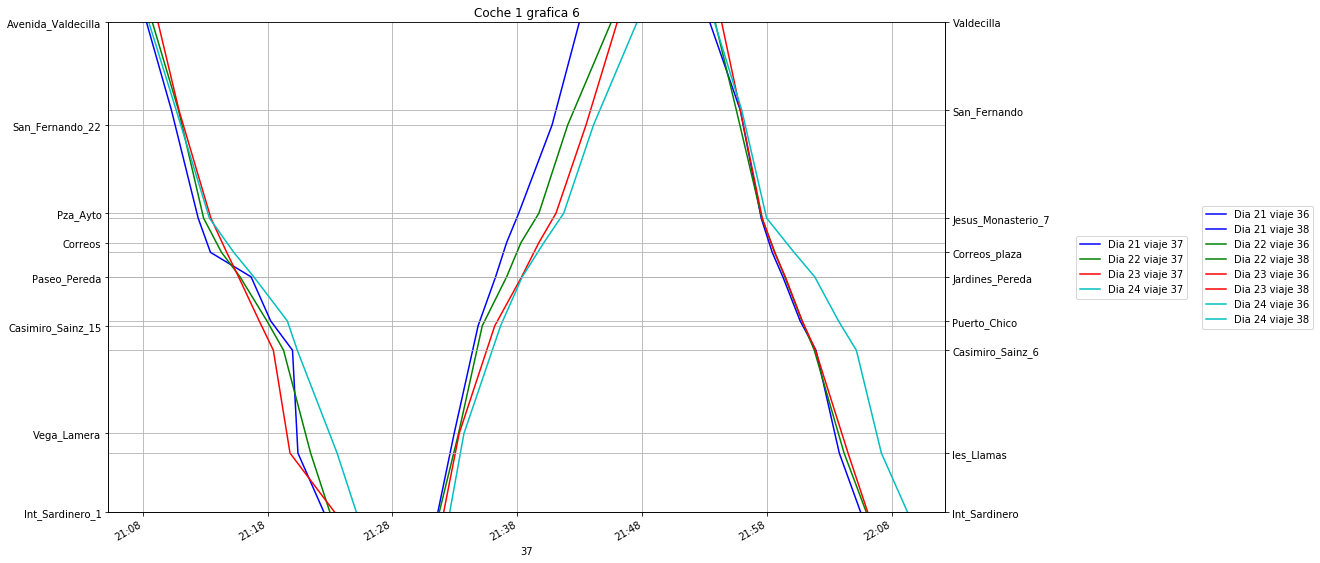 Coche 1 grafica 6
Avenida_Valdecilla
San_Fernando_22
Pza_Ayto
Correos
Paseo_Pereda
Casimiro_Sainz_15
Vega_Lamera
Int_Sardinero_1
Valdecilla
San_Fernando
Jesus_Monasterio_7
Correos_plaza
Jardines_Pereda
Puerto_Chico
Casimiro_Sainz_6
Ies_Llamas
Int_Sardinero
21:08
21:18
21:28
21:38
21:48
21:58
22:08
37
Dia 21 viaje 37
Dia 22 viaje 37
Dia 23 viaje 37
Dia 24 viaje 37
Dia 21 viaje 36
Dia 21 viaje 38
Dia 22 viaje 36
Dia 22 viaje 38
Dia 23 viaje 36
Dia 23 viaje 38
Dia 24 viaje 36
Dia 24 viaje 38